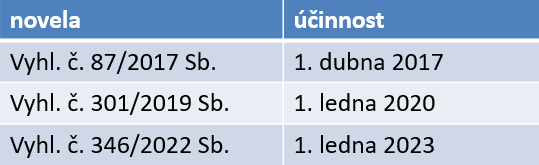 novela účinnost
Vyhl. č. 87/2017 Sb. 1. dubna 2017
Vyhl. č. 301/2019 Sb. 1. ledna 2020
Vyhl. č. 346/2022 Sb. 1. ledna 2023